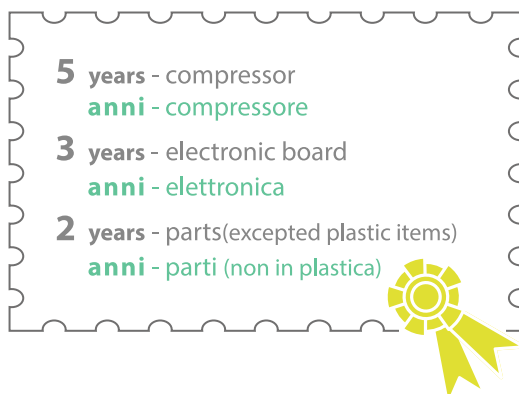 5 years - compressor
anni - compressore
3 years - electronic board
anni - elettronica
2 years - parts(excepted plastic items)
anni - parti (non in plastica)